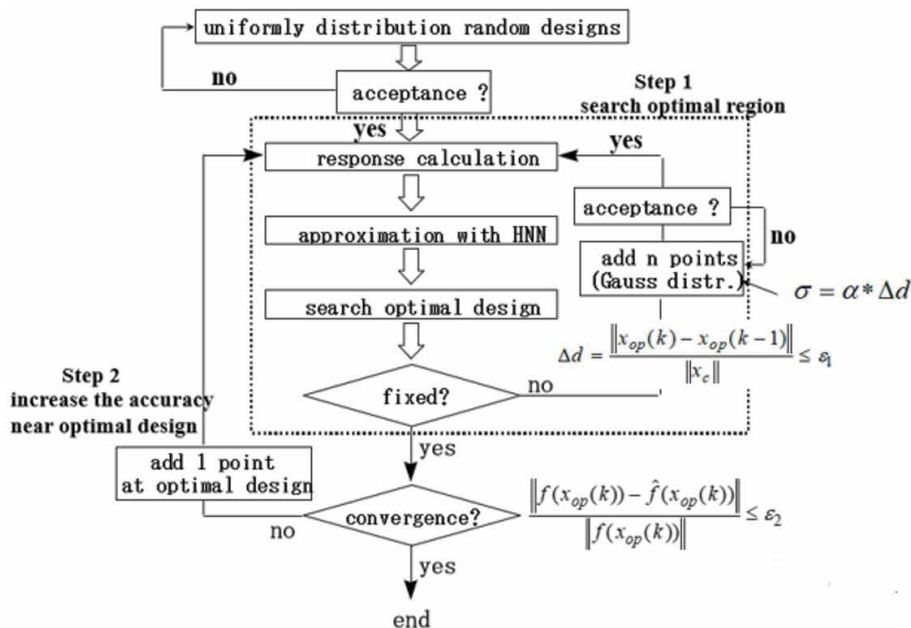 uniformly distribution random designs
no
acceptance ?
Step 1
search optimal region
yes
yes
response calculation
acceptance ?
no
approximation with HNN
add n points
(Gauss distr.)
σ = α* Δd
search optimal design
Δd = ‖x_op(k) − x_op(k−1)‖ / ‖x_c‖ ≤ ε₁
Step 2
increase the accuracy
near optimal design
fixed?
no
yes
add 1 point
at optimal design
convergence?
no
‖f(x_op(k)) − f̂(x_op(k))‖ / ‖f(x_op(k))‖ ≤ ε₂
yes
end